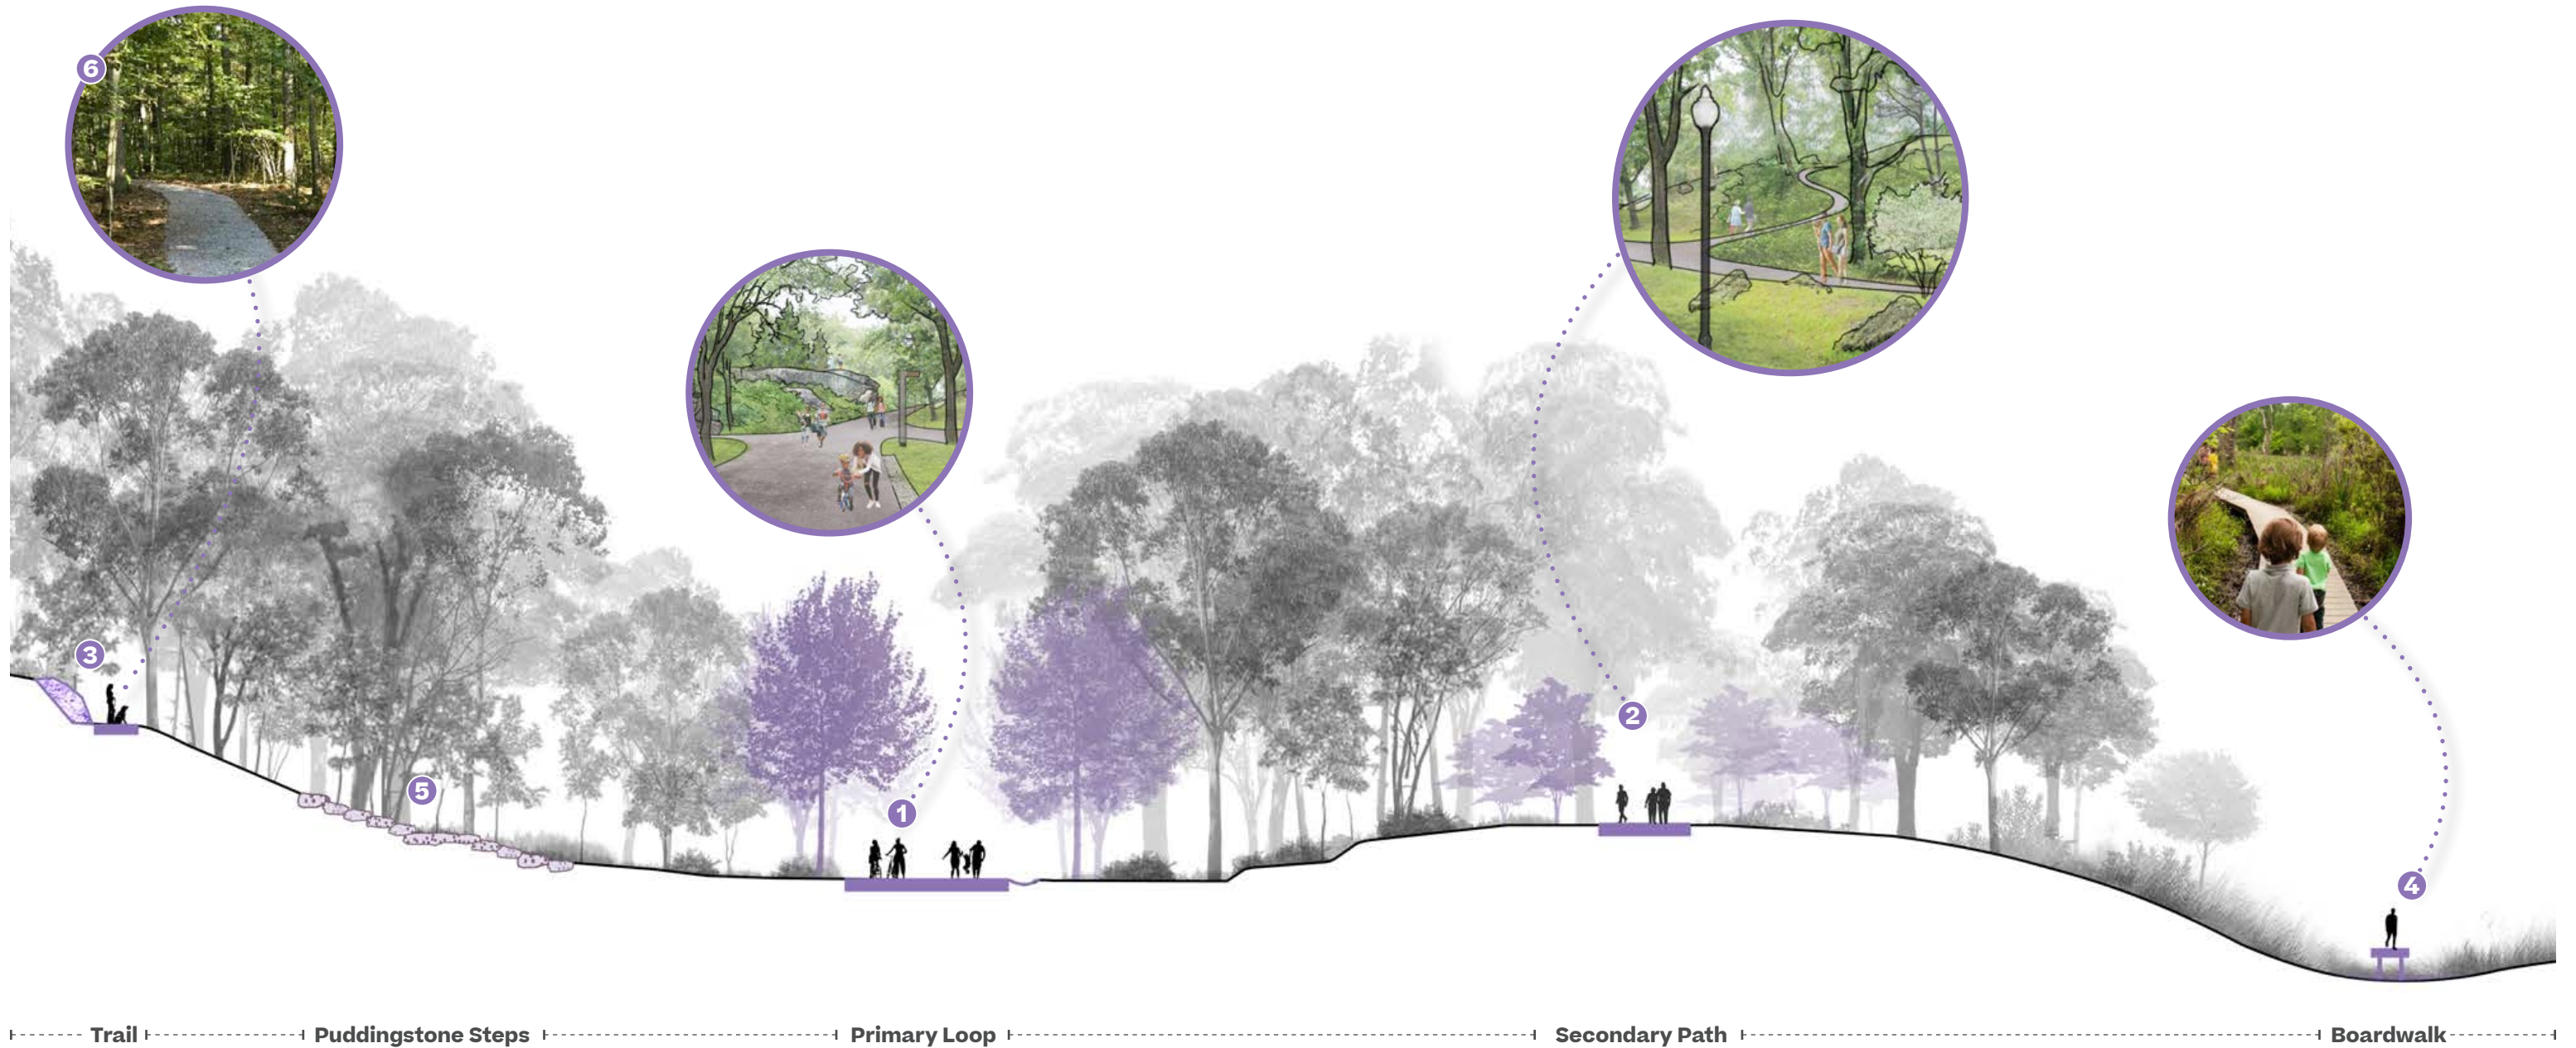 6
3
5
1
2
4
Trail
Puddingstone Steps
Primary Loop
Secondary Path
Boardwalk